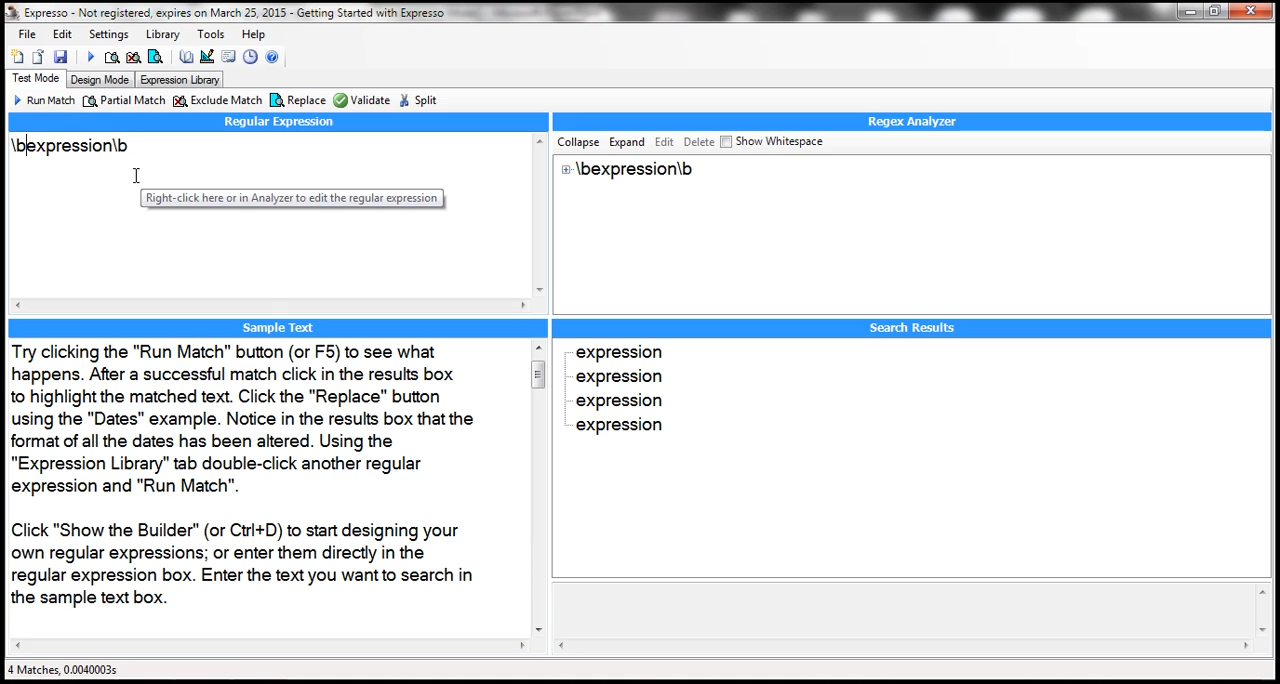 Expresso - Not registered, expires on March 25, 2015 - Getting Started with Expresso
File Edit Settings Library Tools Help
Test Mode Design Mode Expression Library
Run Match Partial Match Exclude Match Replace Validate Split
Regular Expression
\bexpression\b
Right-click here or in Analyzer to edit the regular expression
Regex Analyzer
Collapse Expand Edit Delete Show Whitespace
\bexpression\b
Sample Text
Try clicking the "Run Match" button (or F5) to see what
happens. After a successful match click in the results box
to highlight the matched text. Click the "Replace" button
using the "Dates" example. Notice in the results box that the
format of all the dates has been altered. Using the
"Expression Library" tab double-click another regular
expression and "Run Match".
Click "Show the Builder" (or Ctrl+D) to start designing your
own regular expressions; or enter them directly in the
regular expression box. Enter the text you want to search in
the sample text box.
Search Results
expression
expression
expression
expression
4 Matches, 0.0040003s